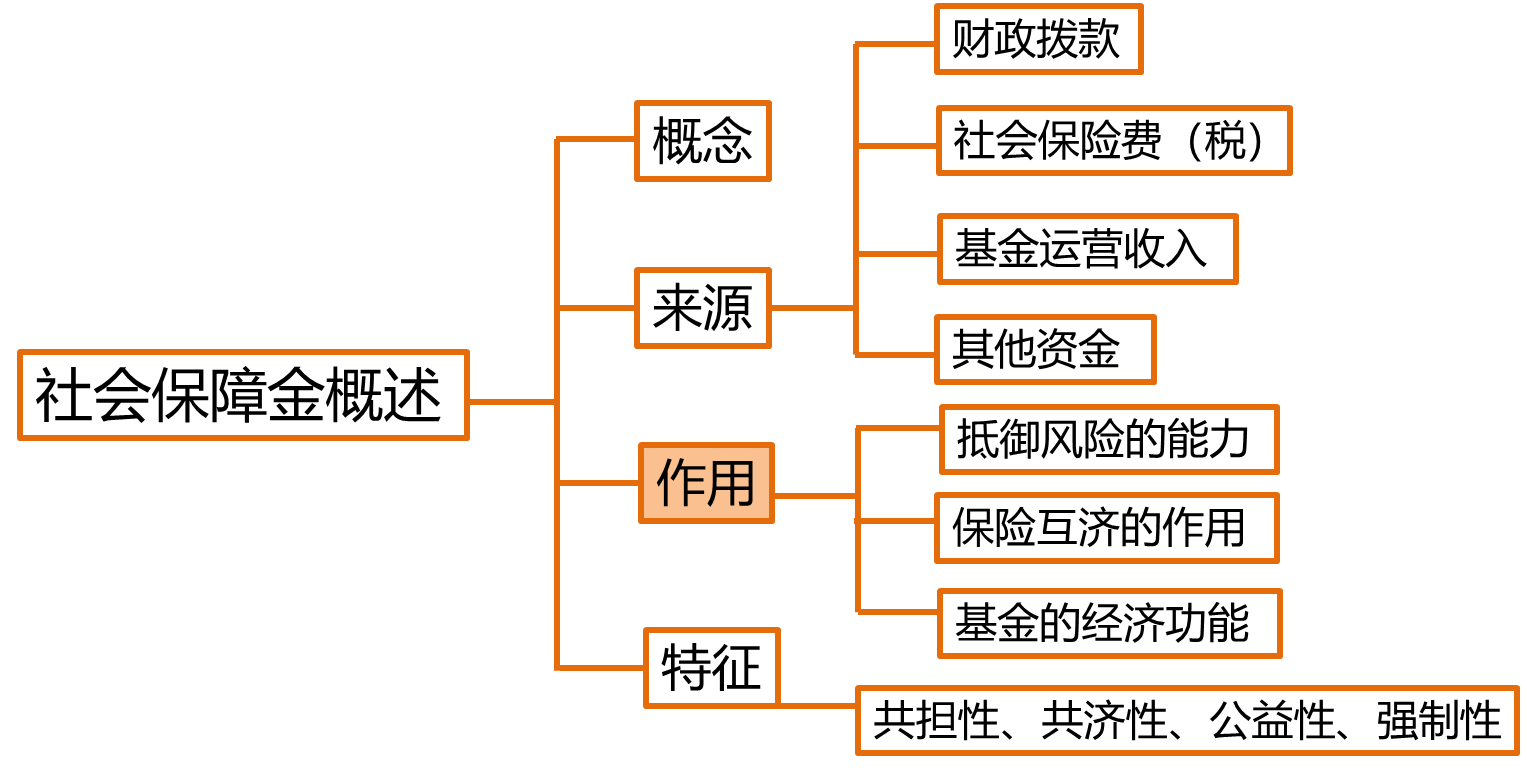 财政拨款
概念
社会保险费（税）
基金运营收入
来源
其他资金
社会保障金概述
抵御风险的能力
作用
保险互济的作用
基金的经济功能
特征
共担性、共济性、公益性、强制性